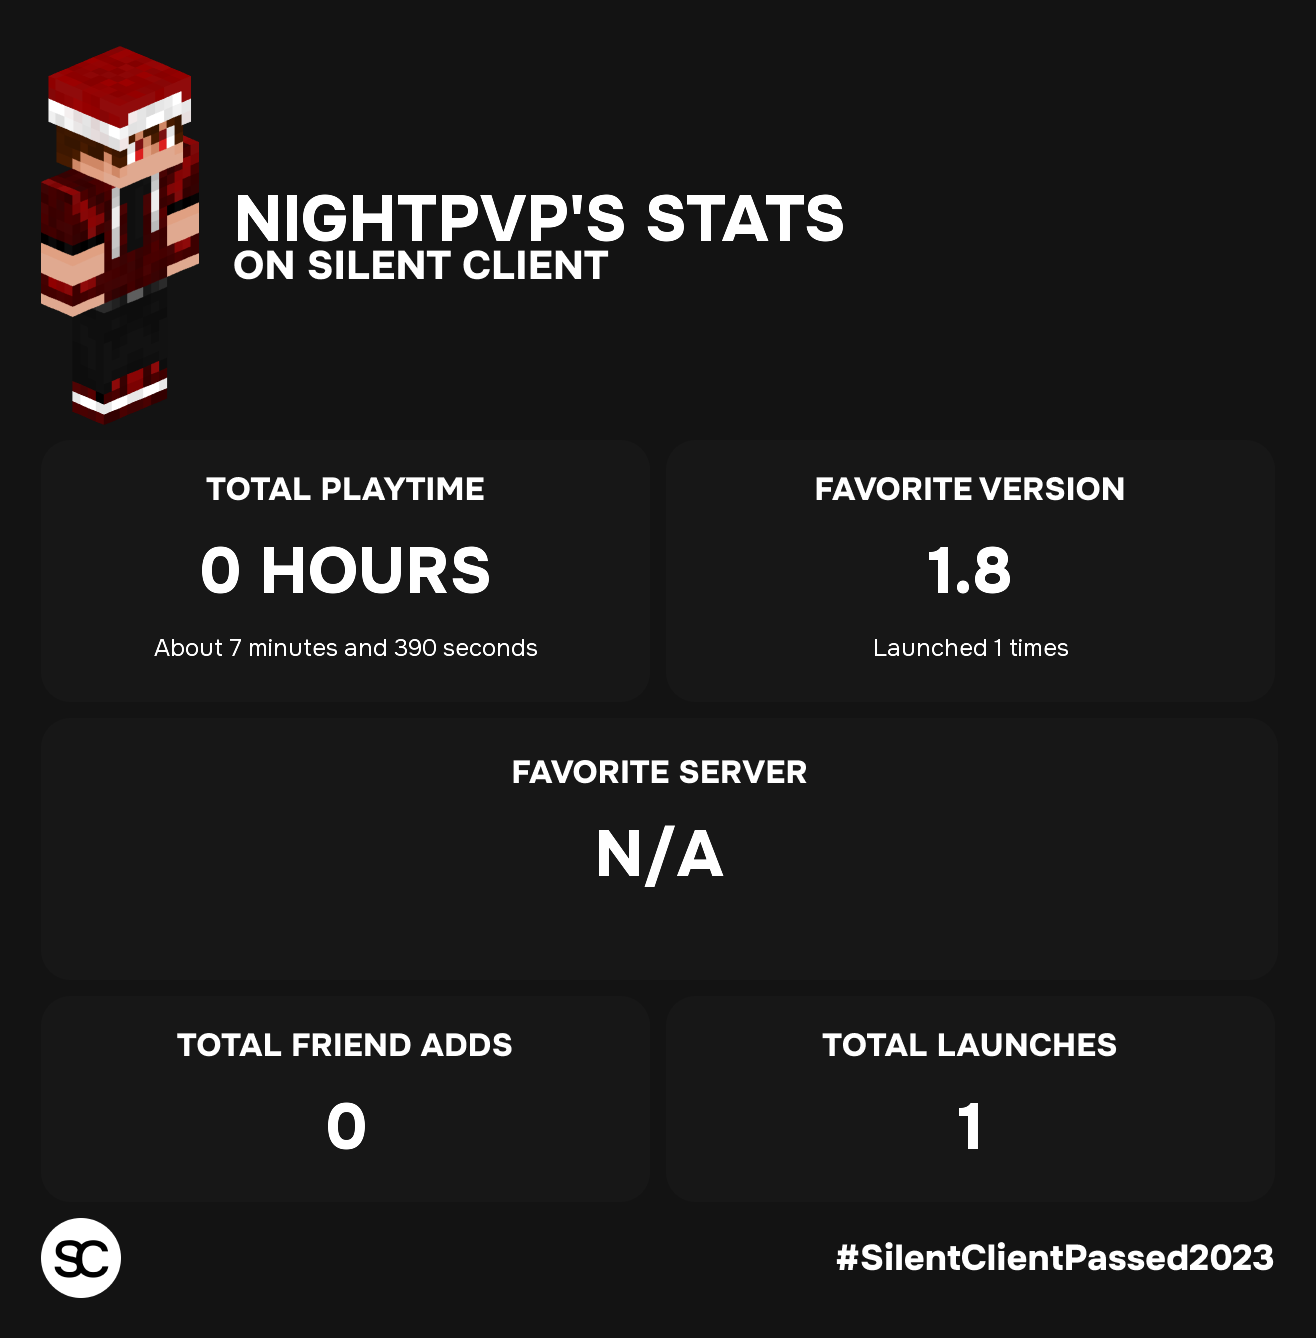 NIGHTPVP'S STATS
ON SILENT CLIENT
TOTAL PLAYTIME
0 HOURS
About 7 minutes and 390 seconds
FAVORITE VERSION
1.8
Launched 1 times
FAVORITE SERVER
N/A
TOTAL FRIEND ADDS
0
TOTAL LAUNCHES
1
SC
#SilentClientPassed2023